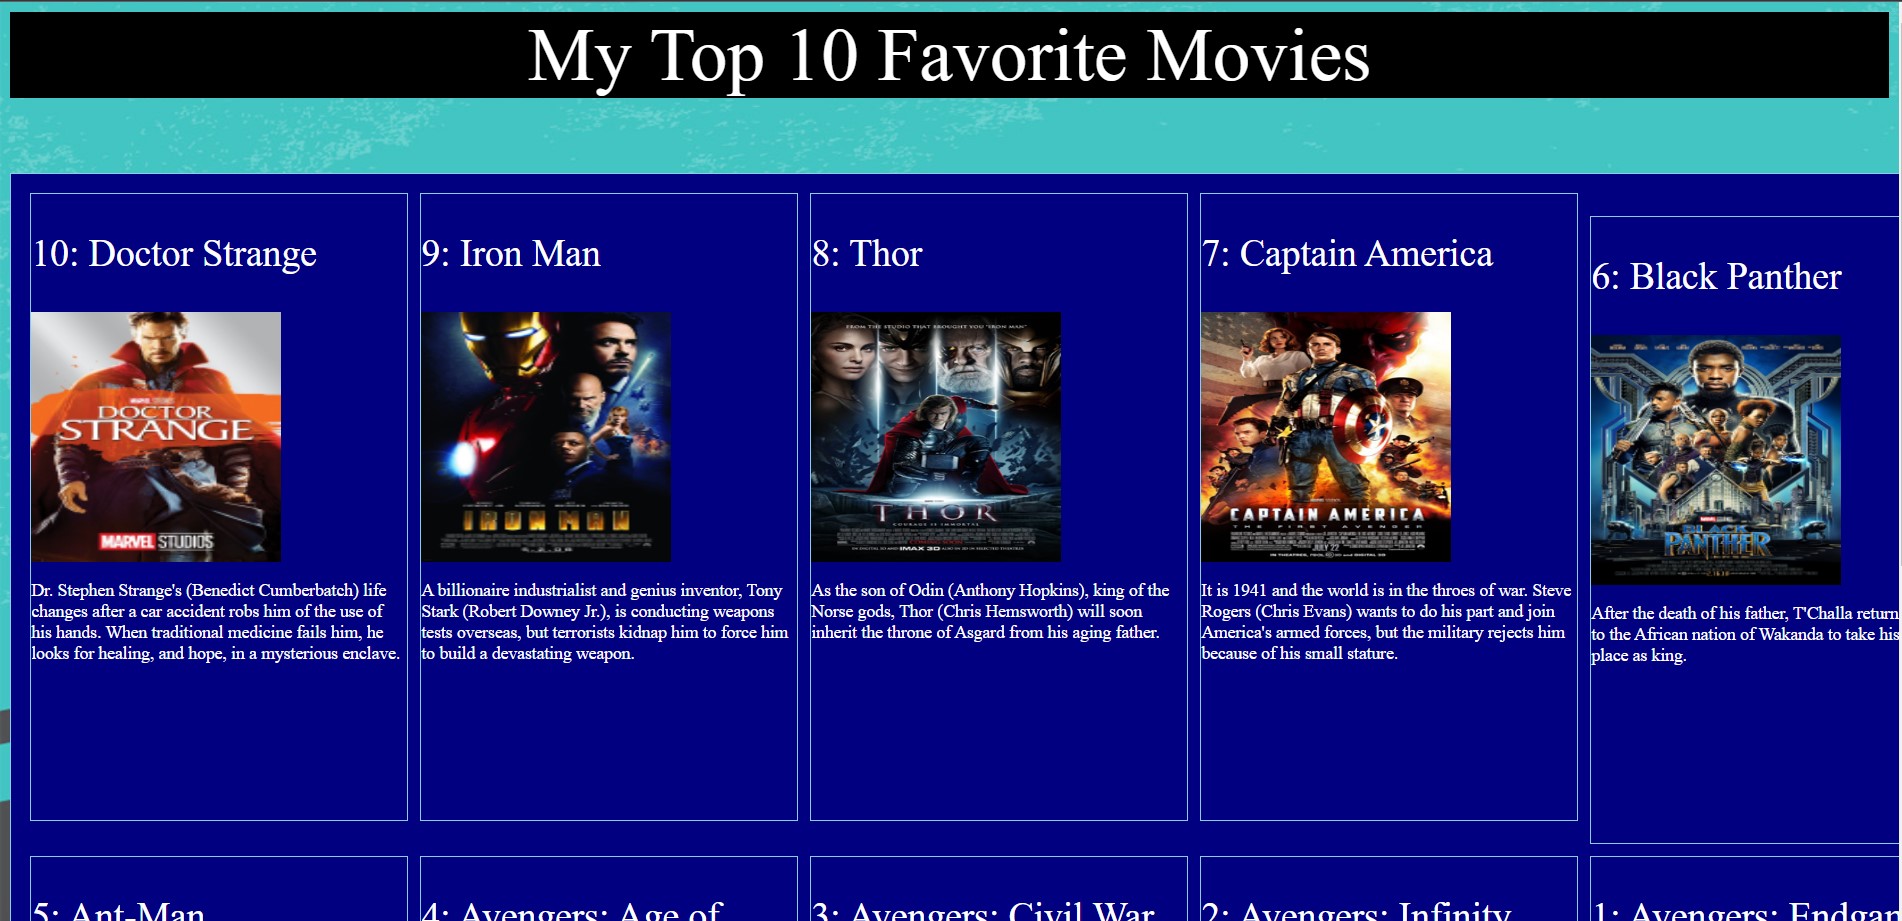 My Top 10 Favorite Movies
10: Doctor Strange
DOCTOR
STRANGE
MARVEL STUDIOS
Dr. Stephen Strange's (Benedict Cumberbatch) life
changes after a car accident robs him of the use of
his hands. When traditional medicine fails him, he
looks for healing, and hope, in a mysterious enclave.
9: Iron Man
IRON MAN
A billionaire industrialist and genius inventor, Tony
Stark (Robert Downey Jr.), is conducting weapons
tests overseas, but terrorists kidnap him to force him
to build a devastating weapon.
8: Thor
FROM THE STUDIO THAT BROUGHT YOU "IRON MAN"
THOR
COURAGE IS IMMORTAL
As the son of Odin (Anthony Hopkins), king of the
Norse gods, Thor (Chris Hemsworth) will soon
inherit the throne of Asgard from his aging father.
7: Captain America
CAPTAIN AMERICA
THE FIRST AVENGER
JULY 22
It is 1941 and the world is in the throes of war. Steve
Rogers (Chris Evans) wants to do his part and join
America's armed forces, but the military rejects him
because of his small stature.
6: Black Panther
BLACK
PANTHER
After the death of his father, T'Challa return
to the African nation of Wakanda to take his
place as king.
5: Ant-Man
4: Avengers: Age of
3: Avengers: Civil War
2: Avengers: Infinity
1: Avengers: Endga